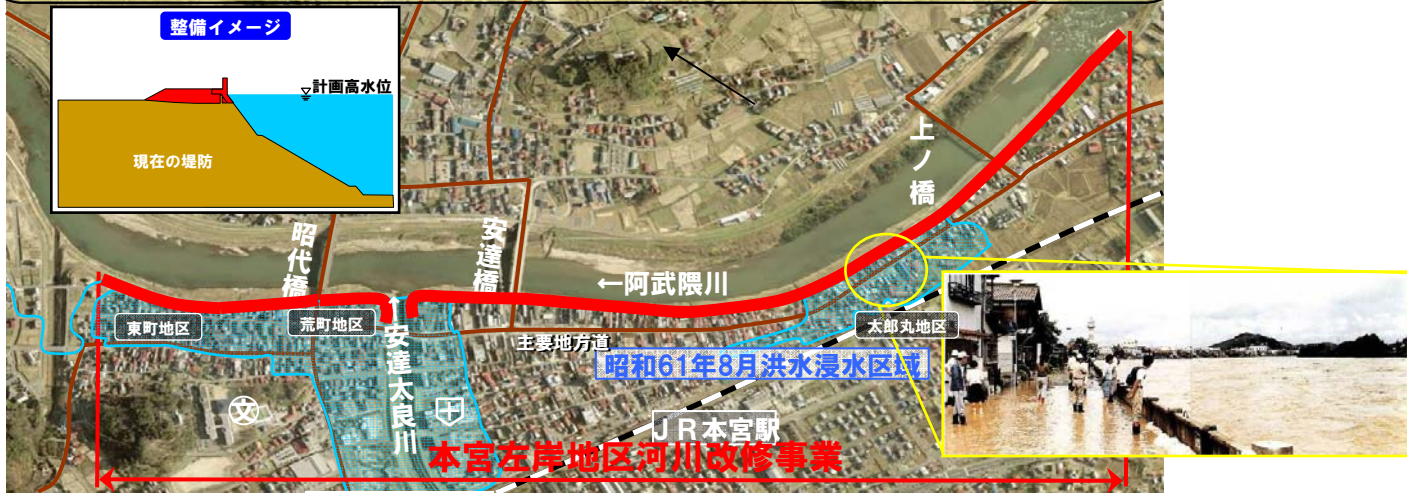 整備イメージ
計画高水位
現在の堤防
上ノ橋
昭代橋
安達橋
←阿武隈川
東町地区
荒町地区
太郎丸地区
←安達太良川
主要地方道
昭和61年8月洪水浸水区域
文
JR本宮駅
本宮左岸地区河川改修事業